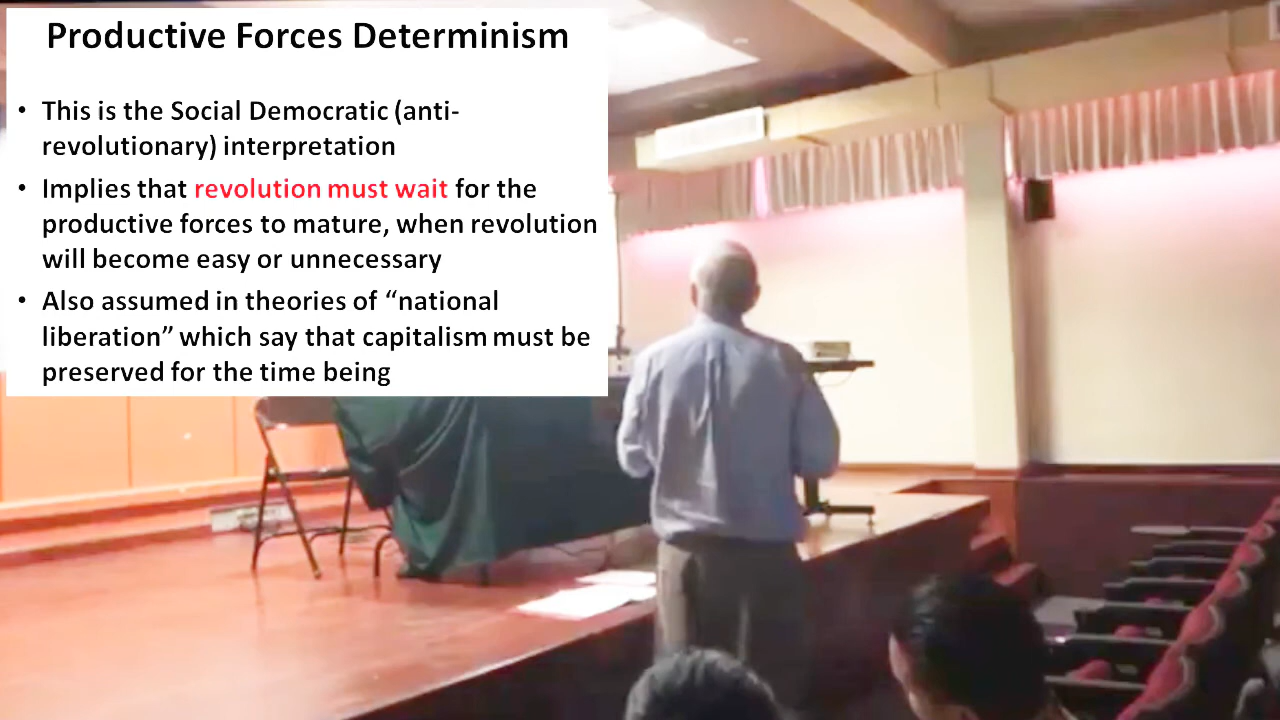 Productive Forces Determinism
• This is the Social Democratic (anti-
revolutionary) interpretation
• Implies that revolution must wait for the
productive forces to mature, when revolution
will become easy or unnecessary
• Also assumed in theories of “national
liberation” which say that capitalism must be
preserved for the time being